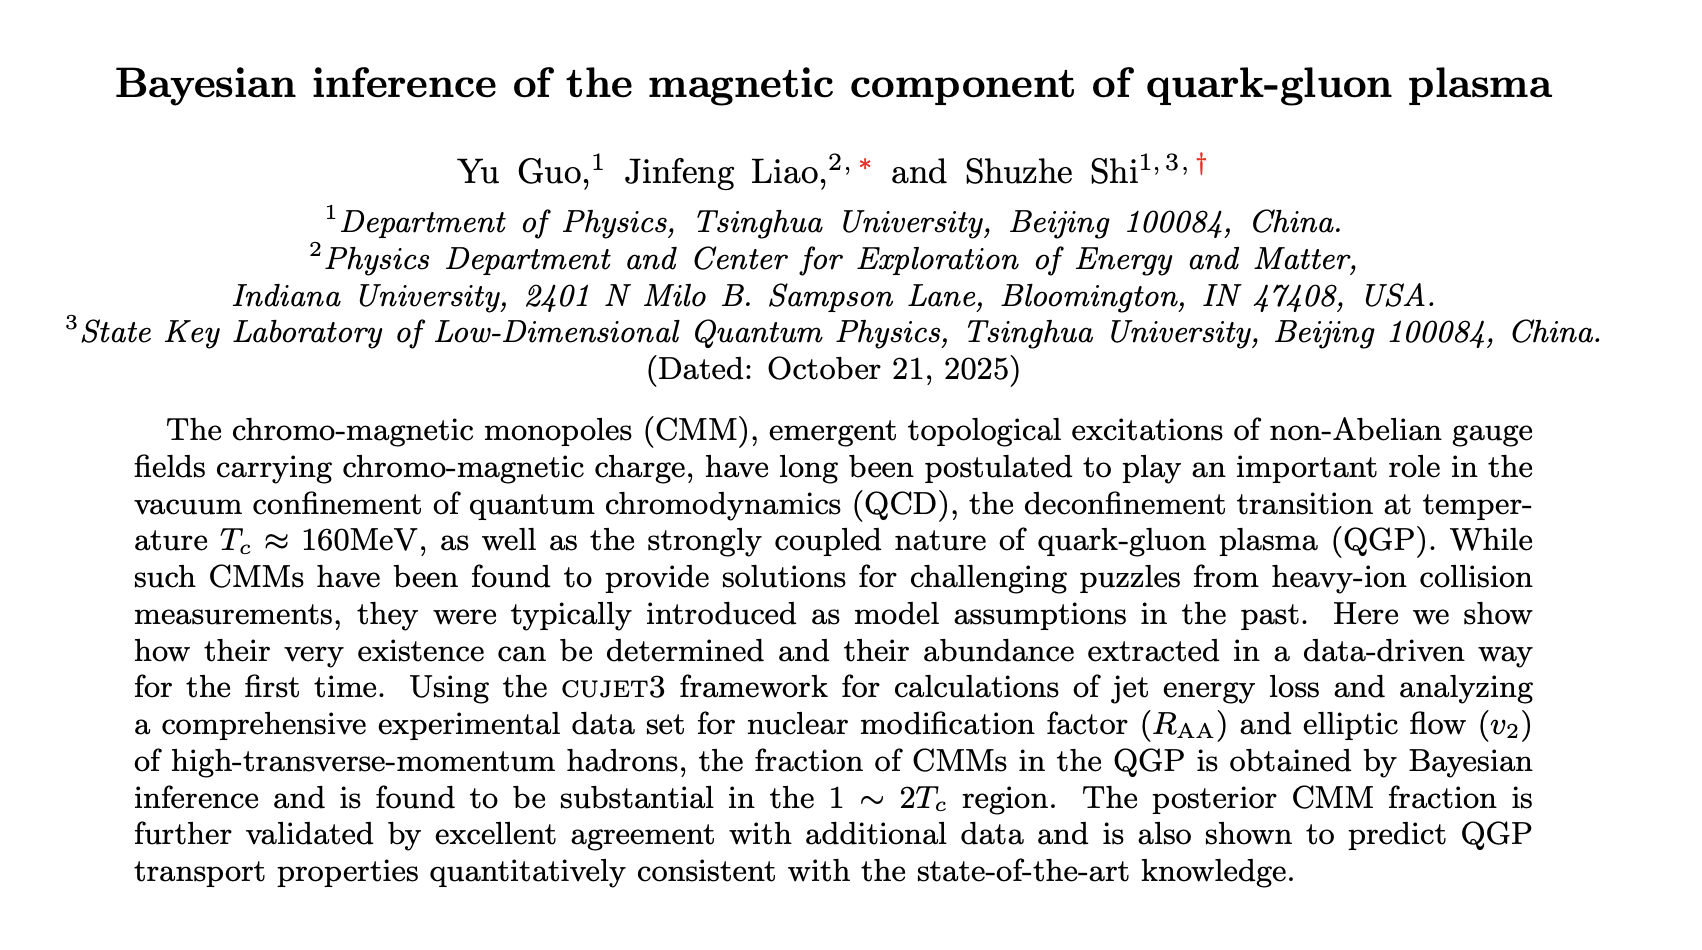 Bayesian inference of the magnetic component of quark-gluon plasma
Yu Guo,1 Jinfeng Liao,2, * and Shuzhe Shi1, 3, †
1Department of Physics, Tsinghua University, Beijing 100084, China.
2Physics Department and Center for Exploration of Energy and Matter,
Indiana University, 2401 N Milo B. Sampson Lane, Bloomington, IN 47408, USA.
3State Key Laboratory of Low-Dimensional Quantum Physics, Tsinghua University, Beijing 100084, China.
(Dated: October 21, 2025)
The chromo-magnetic monopoles (CMM), emergent topological excitations of non-Abelian gauge
fields carrying chromo-magnetic charge, have long been postulated to play an important role in the
vacuum confinement of quantum chromodynamics (QCD), the deconfinement transition at temper-
ature Tc ≈ 160MeV, as well as the strongly coupled nature of quark-gluon plasma (QGP). While
such CMMs have been found to provide solutions for challenging puzzles from heavy-ion collision
measurements, they were typically introduced as model assumptions in the past. Here we show
how their very existence can be determined and their abundance extracted in a data-driven way
for the first time. Using the CUJET3 framework for calculations of jet energy loss and analyzing
a comprehensive experimental data set for nuclear modification factor (RAA) and elliptic flow (v2)
of high-transverse-momentum hadrons, the fraction of CMMs in the QGP is obtained by Bayesian
inference and is found to be substantial in the 1 ∼ 2Tc region. The posterior CMM fraction is
further validated by excellent agreement with additional data and is also shown to predict QGP
transport properties quantitatively consistent with the state-of-the-art knowledge.